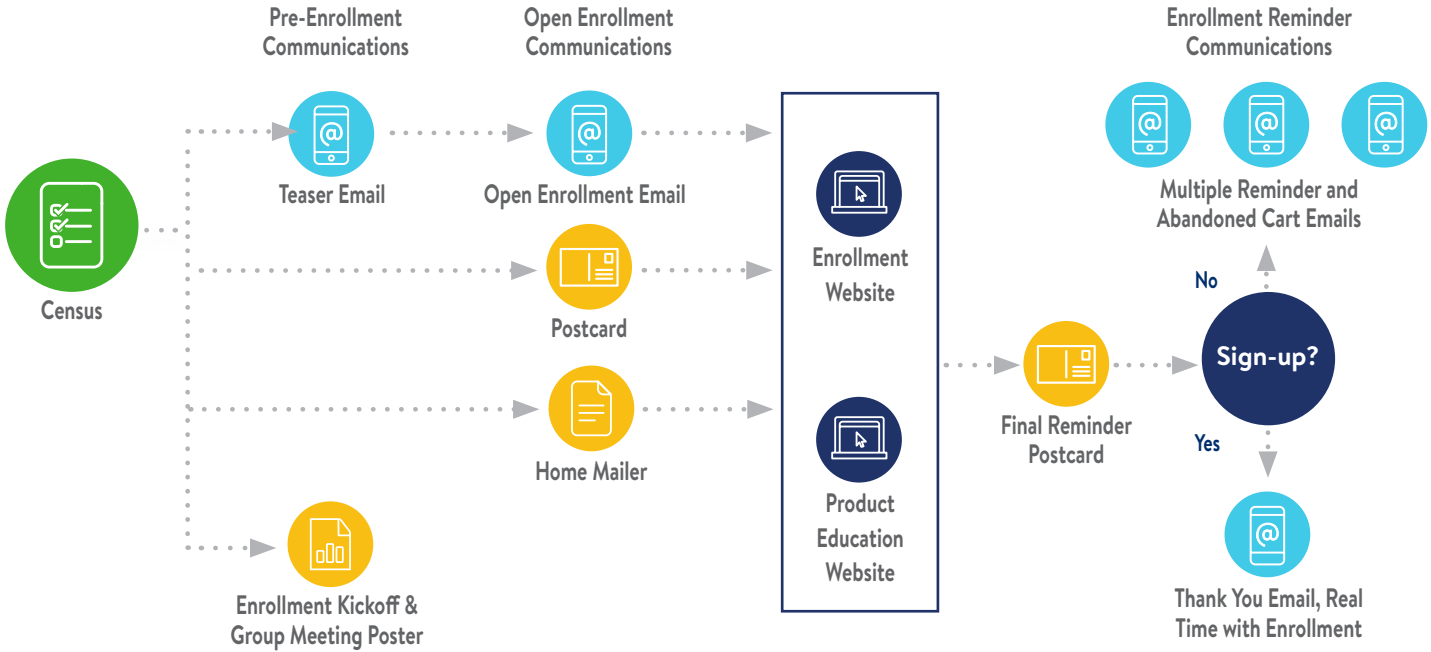 Pre-Enrollment
Communications
Open Enrollment
Communications
Enrollment Reminder
Communications
Teaser Email
Open Enrollment Email
Multiple Reminder and
Abandoned Cart Emails
Census
Postcard
Enrollment
Website
No
Sign-up?
Yes
Final Reminder
Postcard
Home Mailer
Product
Education
Website
Enrollment Kickoff &
Group Meeting Poster
Thank You Email, Real
Time with Enrollment